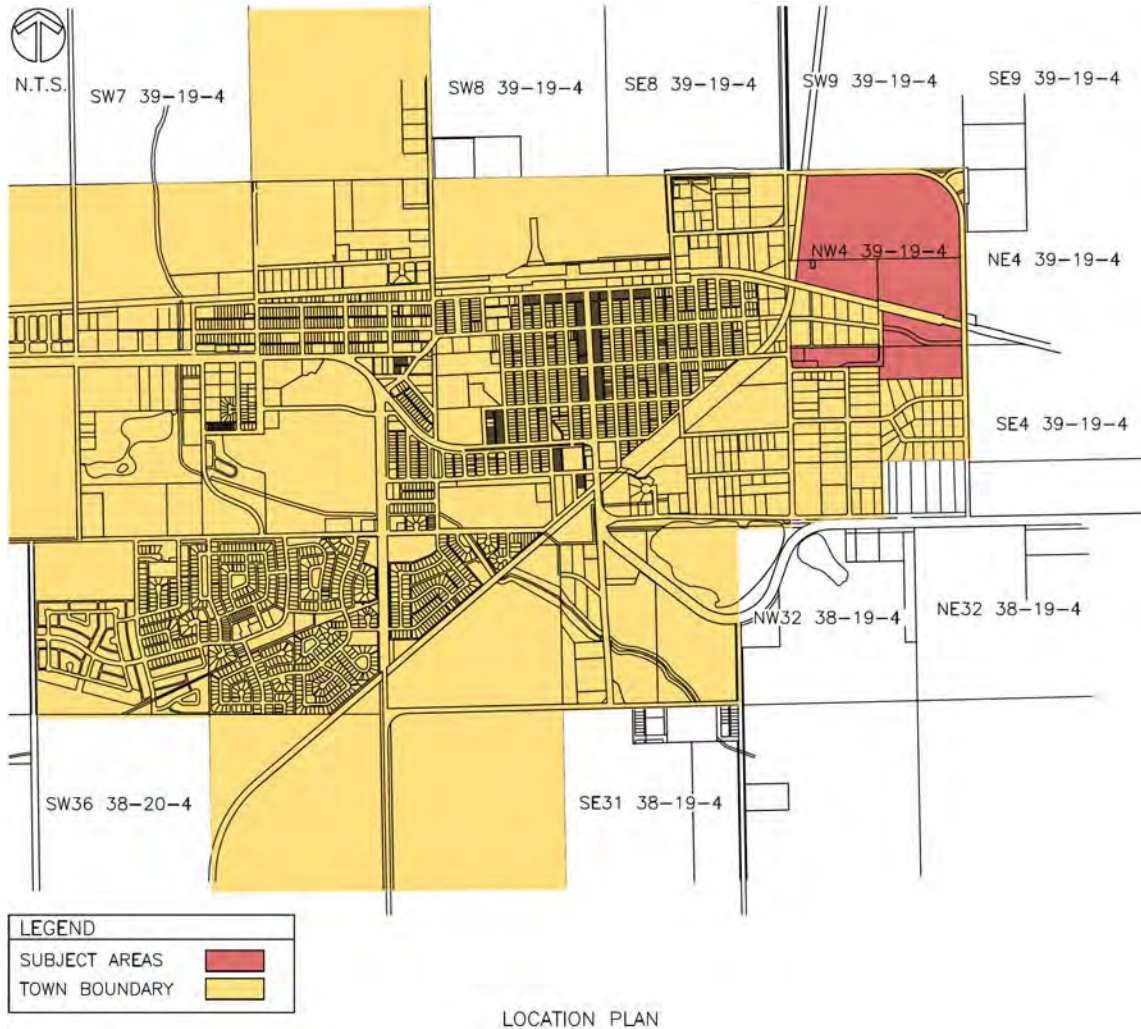 N.T.S.
SW7 39-19-4
SW8 39-19-4
SE8 39-19-4
SW9 39-19-4
SE9 39-19-4
NW4 39-19-4
NE4 39-19-4
SE4 39-19-4
NW32 38-19-4
NE32 38-19-4
SW36 38-20-4
SE31 38-19-4
LEGEND
SUBJECT AREAS
TOWN BOUNDARY
LOCATION PLAN